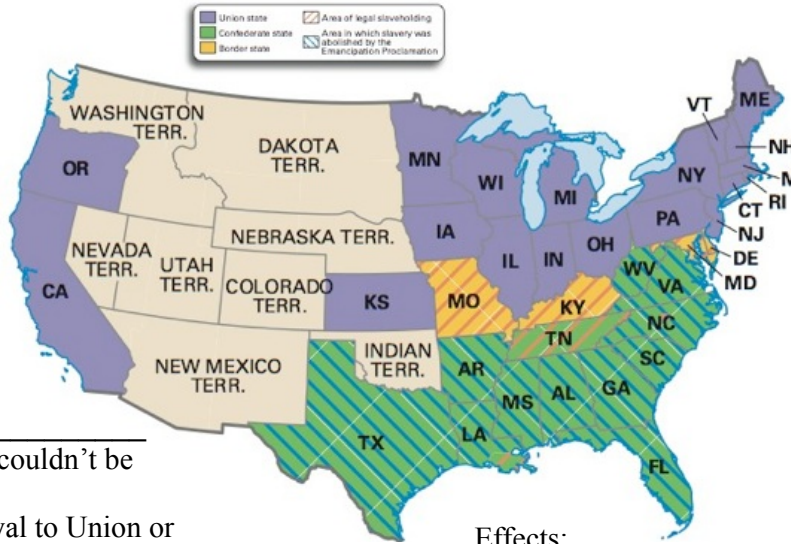 Union state
Confederate state
Border state
Area of legal slaveholding
Area in which slavery was
abolished by the
Emancipation Proclamation
WASHINGTON
TERR.
OR
CA
NEVADA
TERR.
UTAH
TERR.
DAKOTA
TERR.
NEBRASKA TERR.
COLORADO
TERR.
NEW MEXICO
TERR.
INDIAN
TERR.
KS
MN
IA
WI
MI
IL
IN
OH
MO
KY
TN
AR
LA
TX
MS
AL
GA
FL
SC
NC
VA
WV
PA
NY
VT
ME
NH
M
RI
CT
NJ
DE
MD
couldn't be
val to Union or
Effects: